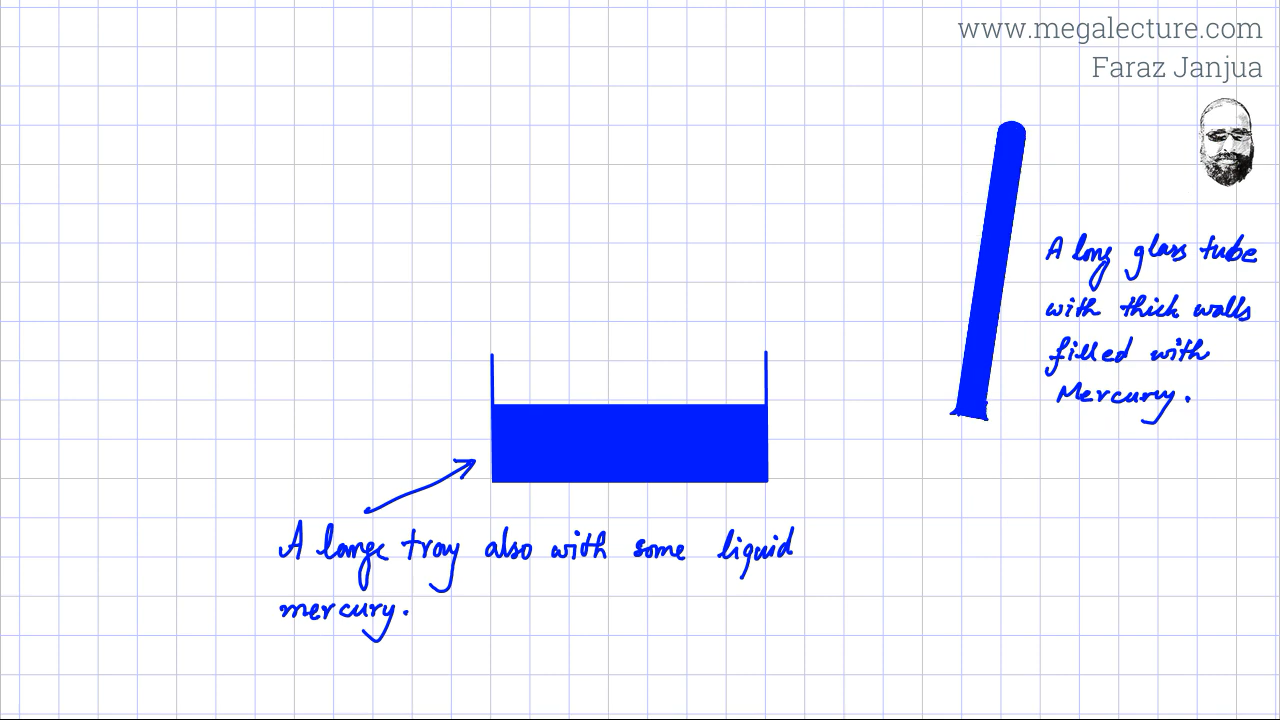 www.megalecture.com
Faraz Janjua
A long glass tube
with thick walls
filled with
Mercury.
A large tray also with some liquid
mercury.